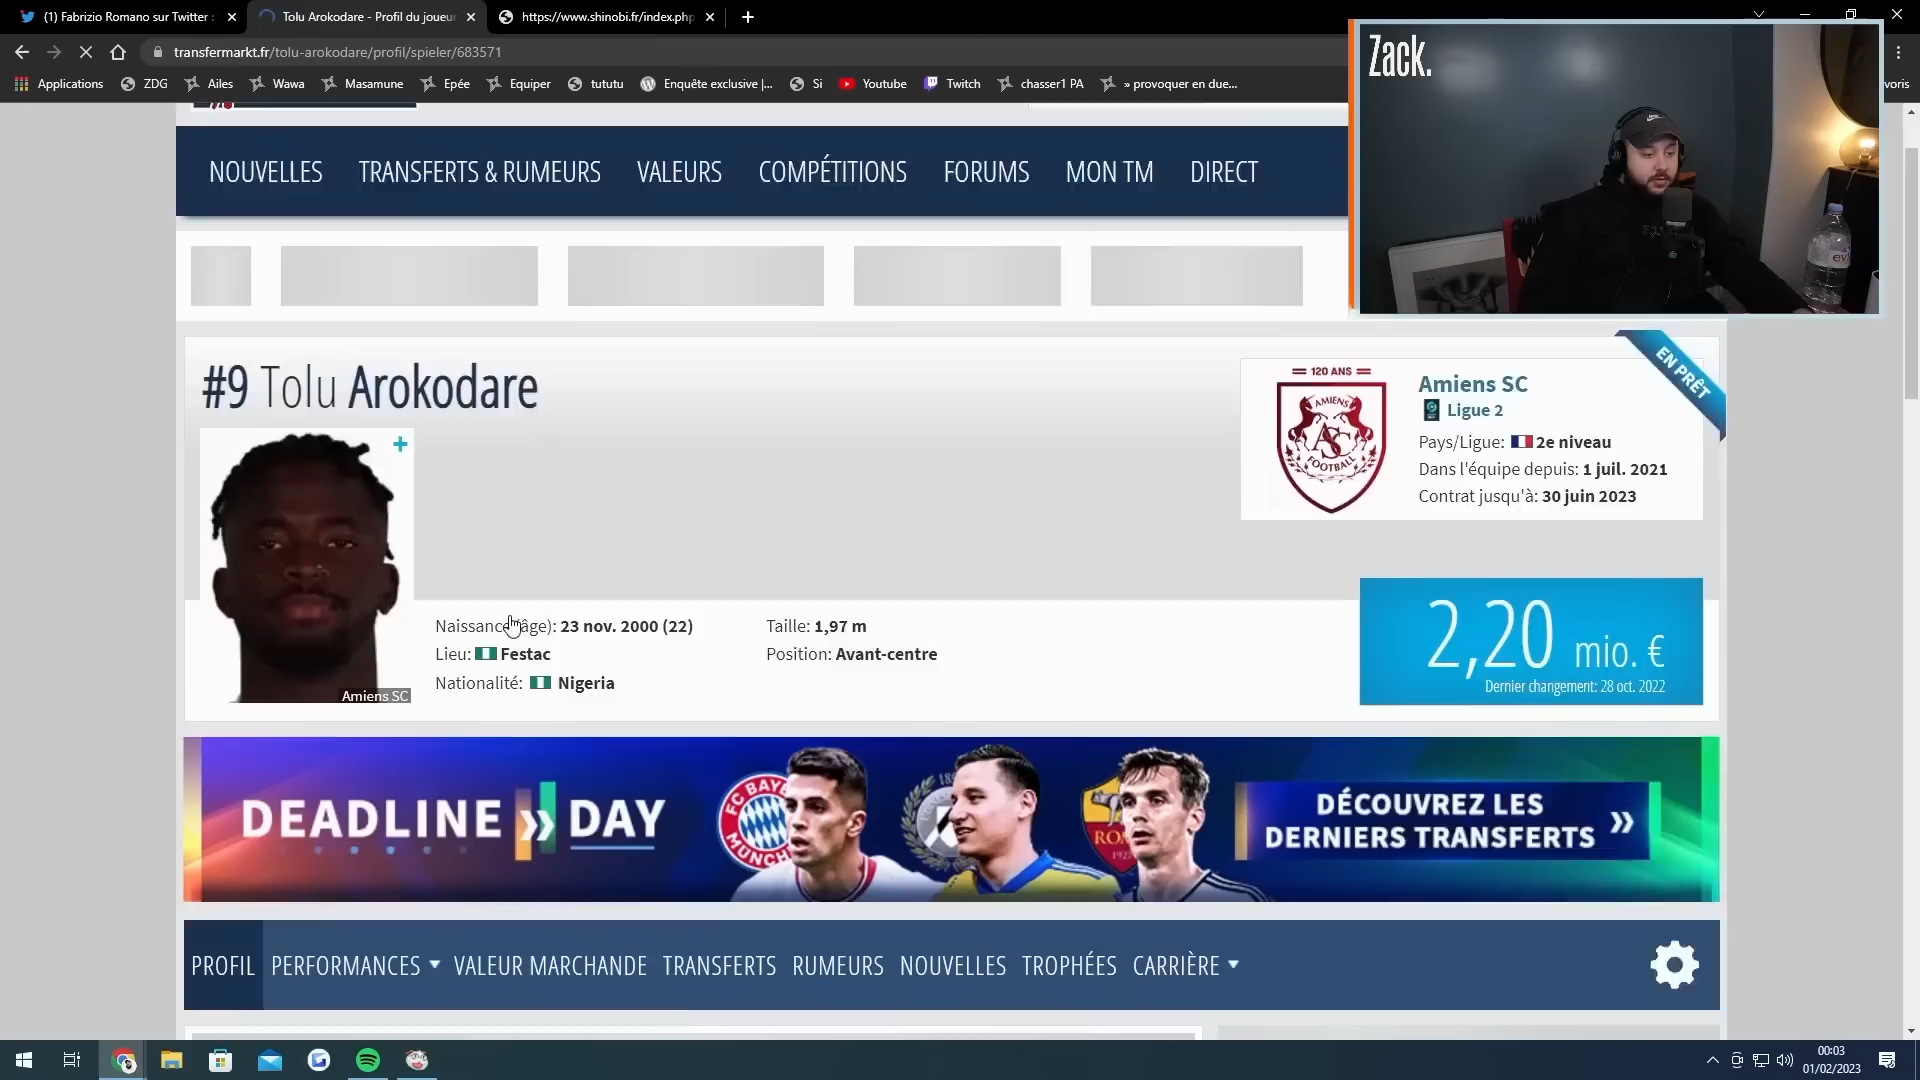 (1) Fabrizio Romano sur Twitter :
Tolu Arokodare - Profil du joueur
https://www.shinobi.fr/index.php
transfermarkt.fr/tolu-arokodare/profil/spieler/683571
Applications
ZDG
Ailes
Wawa
Masamune
Epée
Equiper
tututu
Enquête exclusive |...
Si
Youtube
Twitch
chasser1 PA
» provoquer en due...
voris
Zack.
NOUVELLES
TRANSFERTS & RUMEURS
VALEURS
COMPÉTITIONS
FORUMS
MON TM
DIRECT
#9 Tolu Arokodare
EN PRÊT
120 ANS
AMIENS
ASC
FOOTBALL
Amiens SC
Ligue 2
Pays/Ligue: 2e niveau
Dans l'équipe depuis: 1 juil. 2021
Contrat jusqu'à: 30 juin 2023
Amiens SC
Naissance (âge): 23 nov. 2000 (22)
Lieu: Festac
Nationalité: Nigeria
Taille: 1,97 m
Position: Avant-centre
2,20 mio. €
Dernier changement: 28 oct. 2022
DEADLINE » DAY
DÉCOUVREZ LES
DERNIERS TRANSFERTS »
PROFIL
PERFORMANCES
VALEUR MARCHANDE
TRANSFERTS
RUMEURS
NOUVELLES
TROPHÉES
CARRIÈRE
00:03
01/02/2023